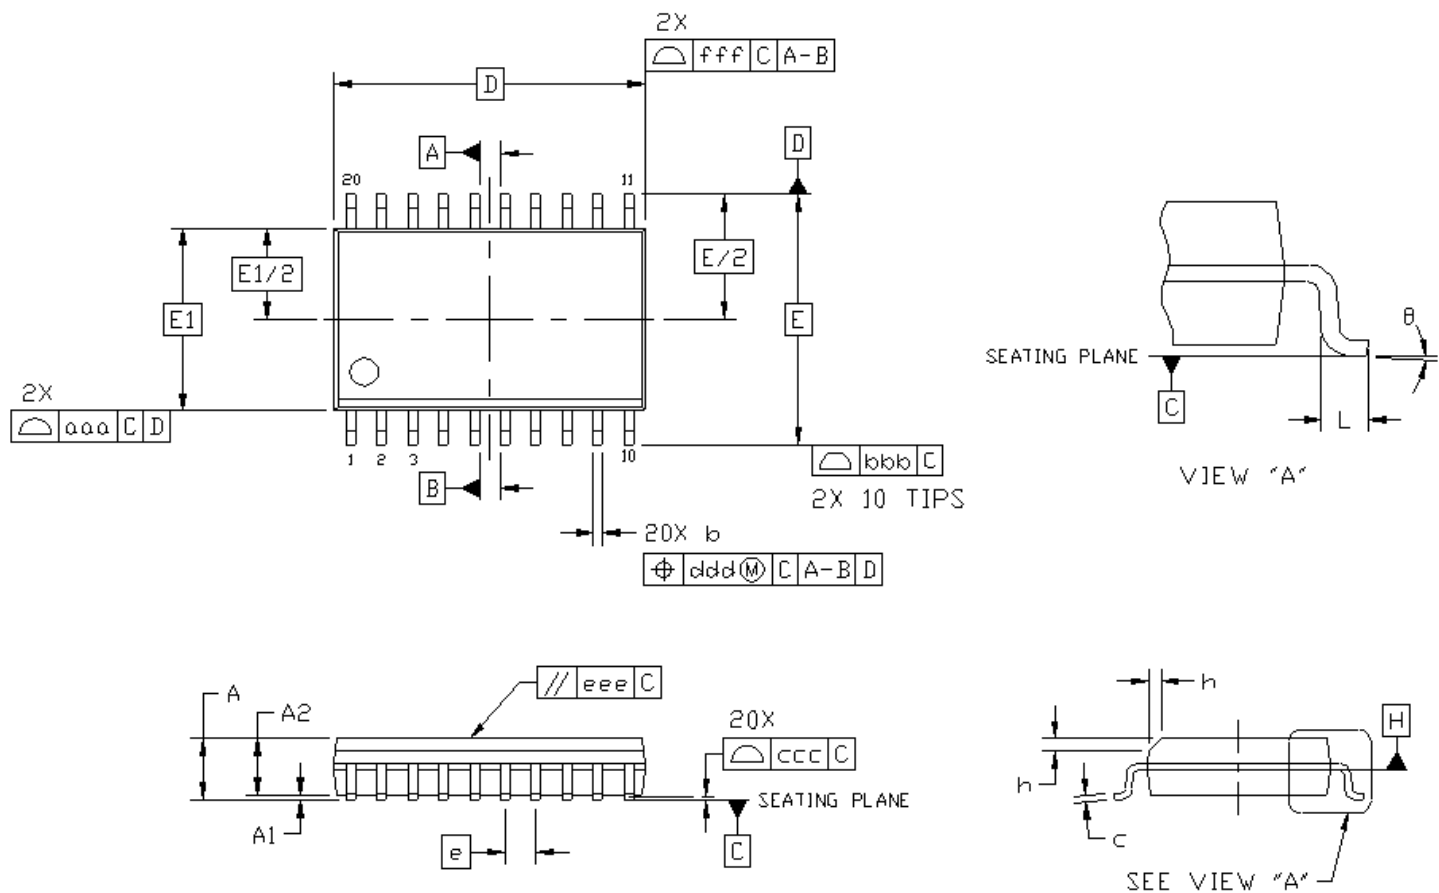 2X
fff C A-B
D
A
D
20
11
E1/2
E/2
E1
E
2X
aaa C D
1
2
3
10
B
bbb C
2X 10 TIPS
20X b
ddd Ⓜ C A-B D
SEATING PLANE
C
θ
L
VIEW "A"
// eee C
A
A2
A1
20X
ccc C
SEATING PLANE
C
e
h
h
H
c
SEE VIEW "A"